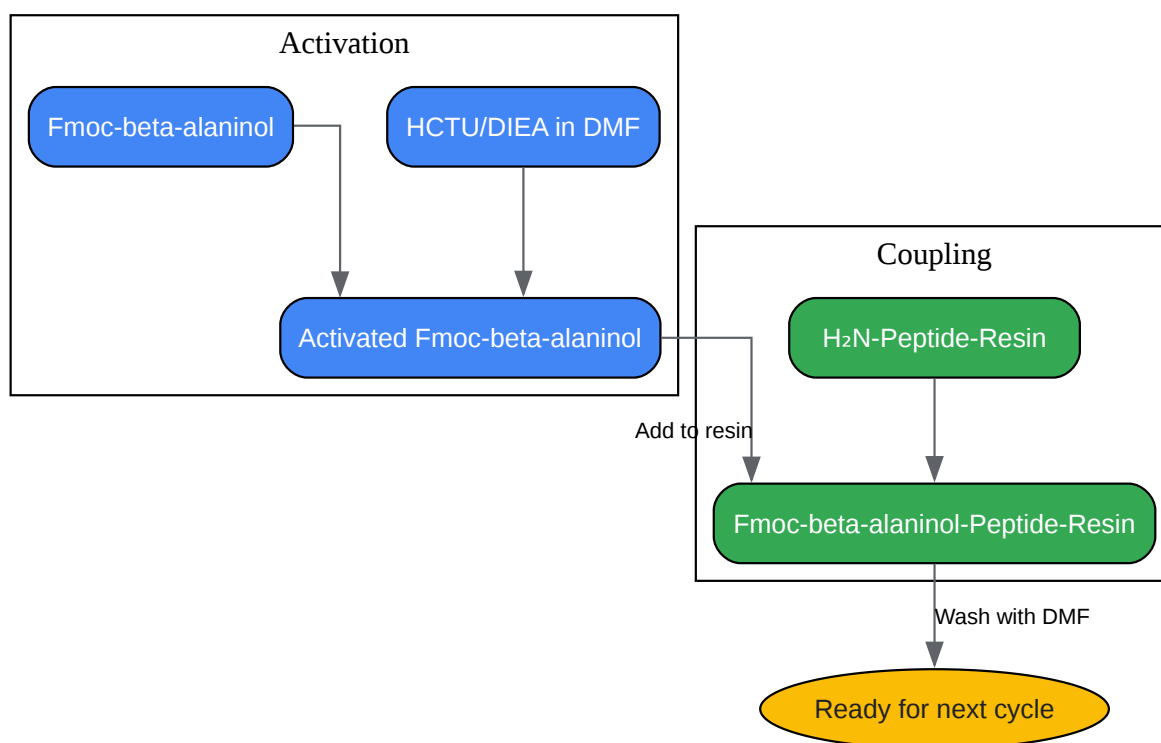 Activation
Fmoc-beta-alaninol
HCTU/DIEA in DMF
Activated Fmoc-beta-alaninol
Coupling
H₂N-Peptide-Resin
Add to resin
Fmoc-beta-alaninol-Peptide-Resin
Wash with DMF
Ready for next cycle